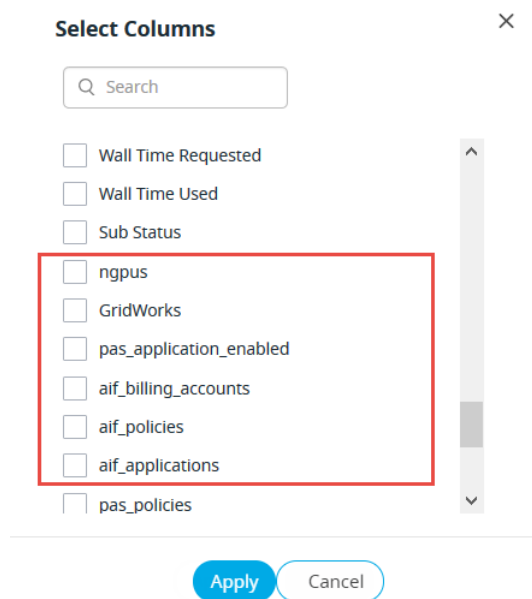 Select Columns
Search
Wall Time Requested
Wall Time Used
Sub Status
ngpus
GridWorks
pas_application_enabled
aif_billing_accounts
aif_policies
aif_applications
pas_policies
Apply
Cancel